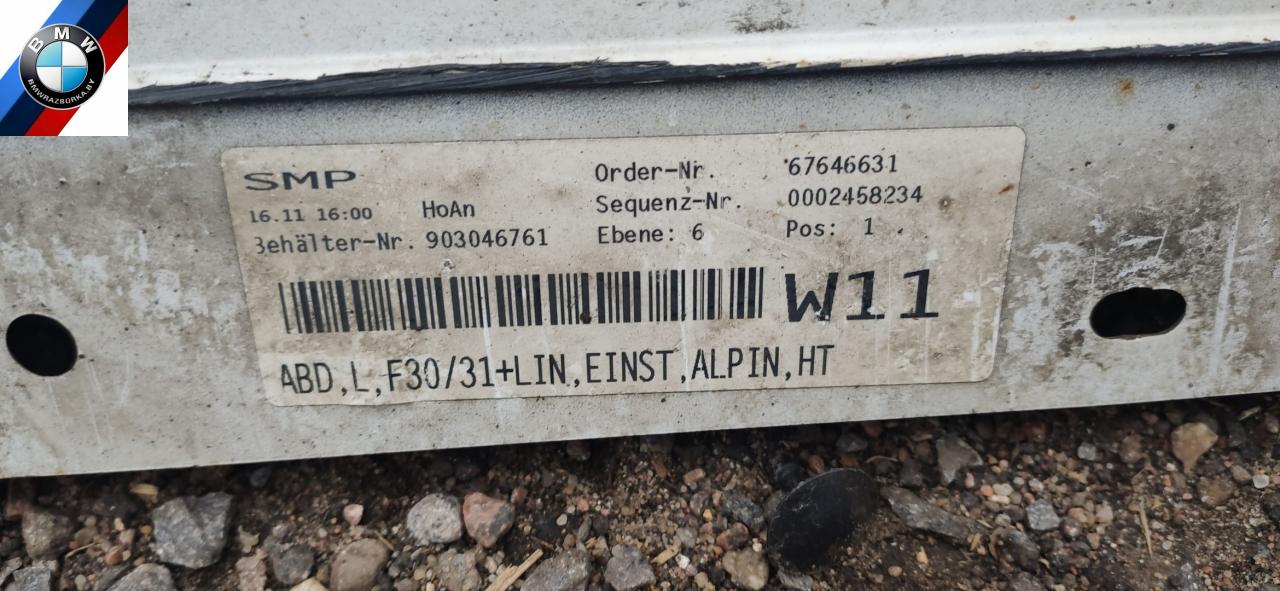 BMW
BMWRAZBORKA.BY
SMP
Order-Nr. 67646631
16.11 16:00 HoAn
Sequenz-Nr. 0002458234
Behälter-Nr. 903046761
Ebene: 6 Pos: 1
W11
ABD,L,F30/31+LIN,EINST,ALPIN,HT